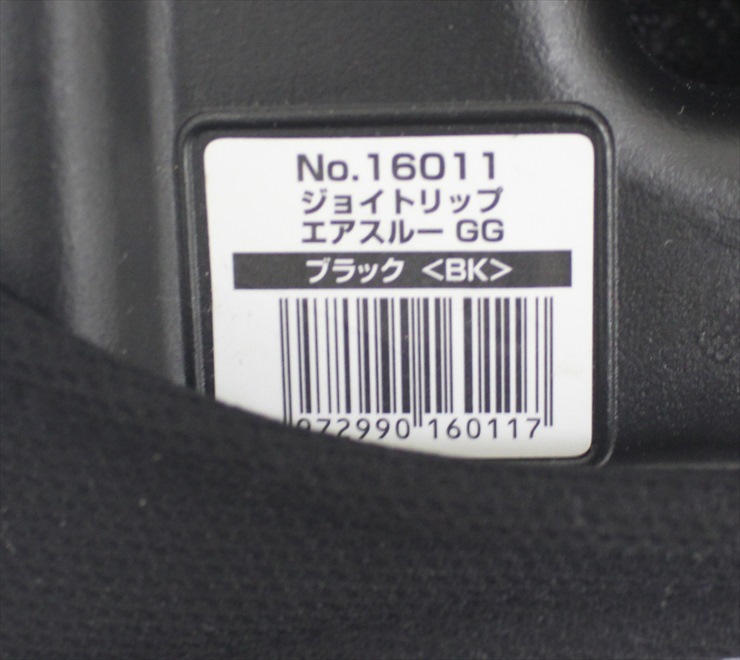 No.16011
ジョイトリップ
エアスルー GG
ブラック <BK>
972990 160117